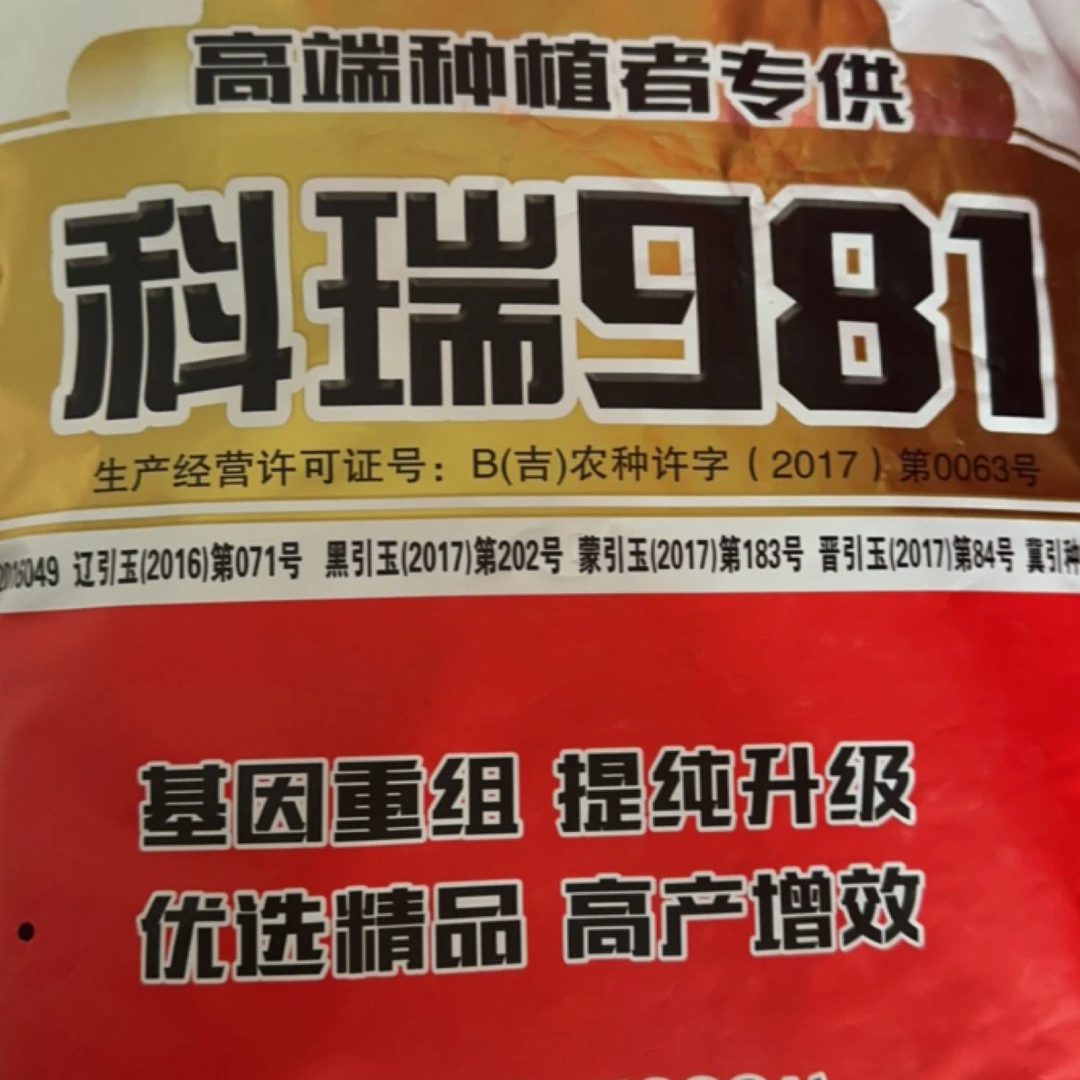 高端种植者专供
科瑞981
生产经营许可证号：B(吉)农种许字（2017）第0063号
049 辽引玉(2016)第071号 黑引玉(2017)第202号 蒙引玉(2017)第183号 晋引玉(2017)第84号 冀引种
基因重组 提纯升级
优选精品 高产增效